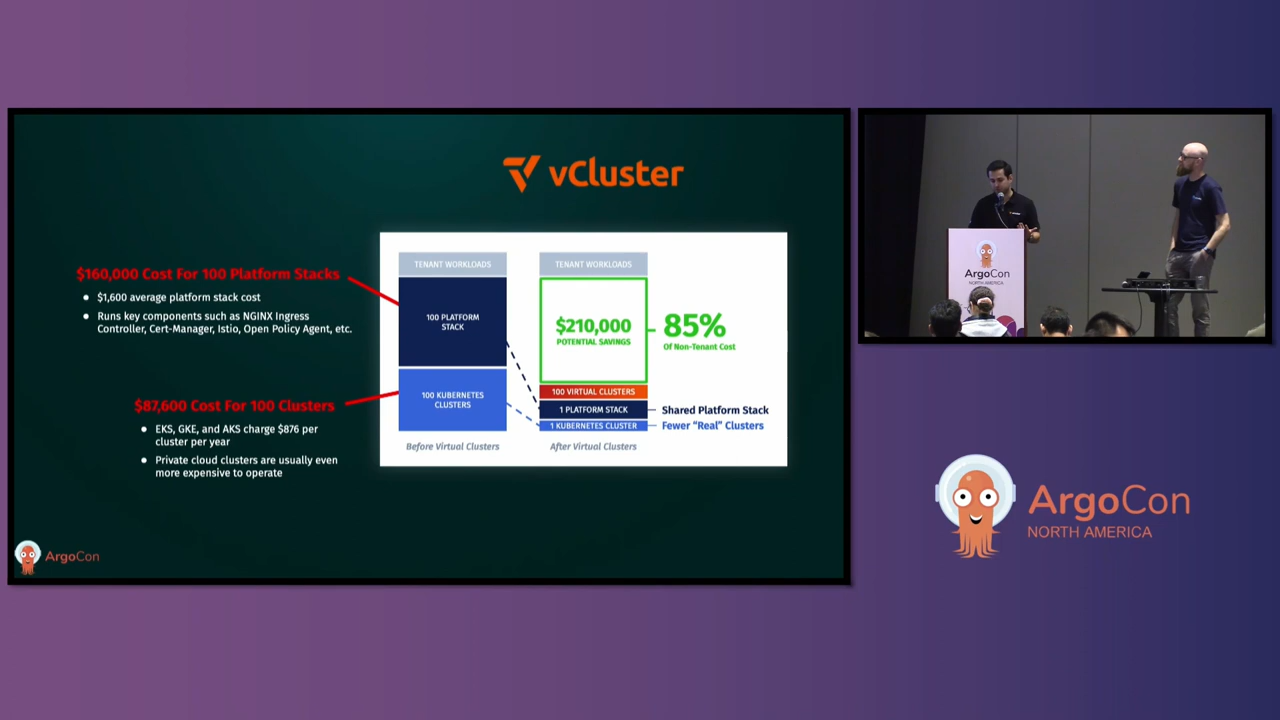 vCluster
$160,000 Cost For 100 Platform Stacks
$1,600 average platform stack cost
Runs key components such as NGINX Ingress
Controller, Cert-Manager, Istio, Open Policy Agent, etc.
$87,600 Cost For 100 Clusters
EKS, GKE, and AKS charge $876 per
cluster per year
Private cloud clusters are usually even
more expensive to operate
TENANT WORKLOADS
100 PLATFORM
STACK
100 KUBERNETES
CLUSTERS
Before Virtual Clusters
TENANT WORKLOADS
$210,000
POTENTIAL SAVINGS
85%
Of Non-Tenant Cost
100 VIRTUAL CLUSTERS
1 PLATFORM STACK
Shared Platform Stack
1 KUBERNETES CLUSTER
Fewer “Real” Clusters
After Virtual Clusters
ArgoCon
ArgoCon
NORTH AMERICA
ArgoCon
NORTH AMERICA